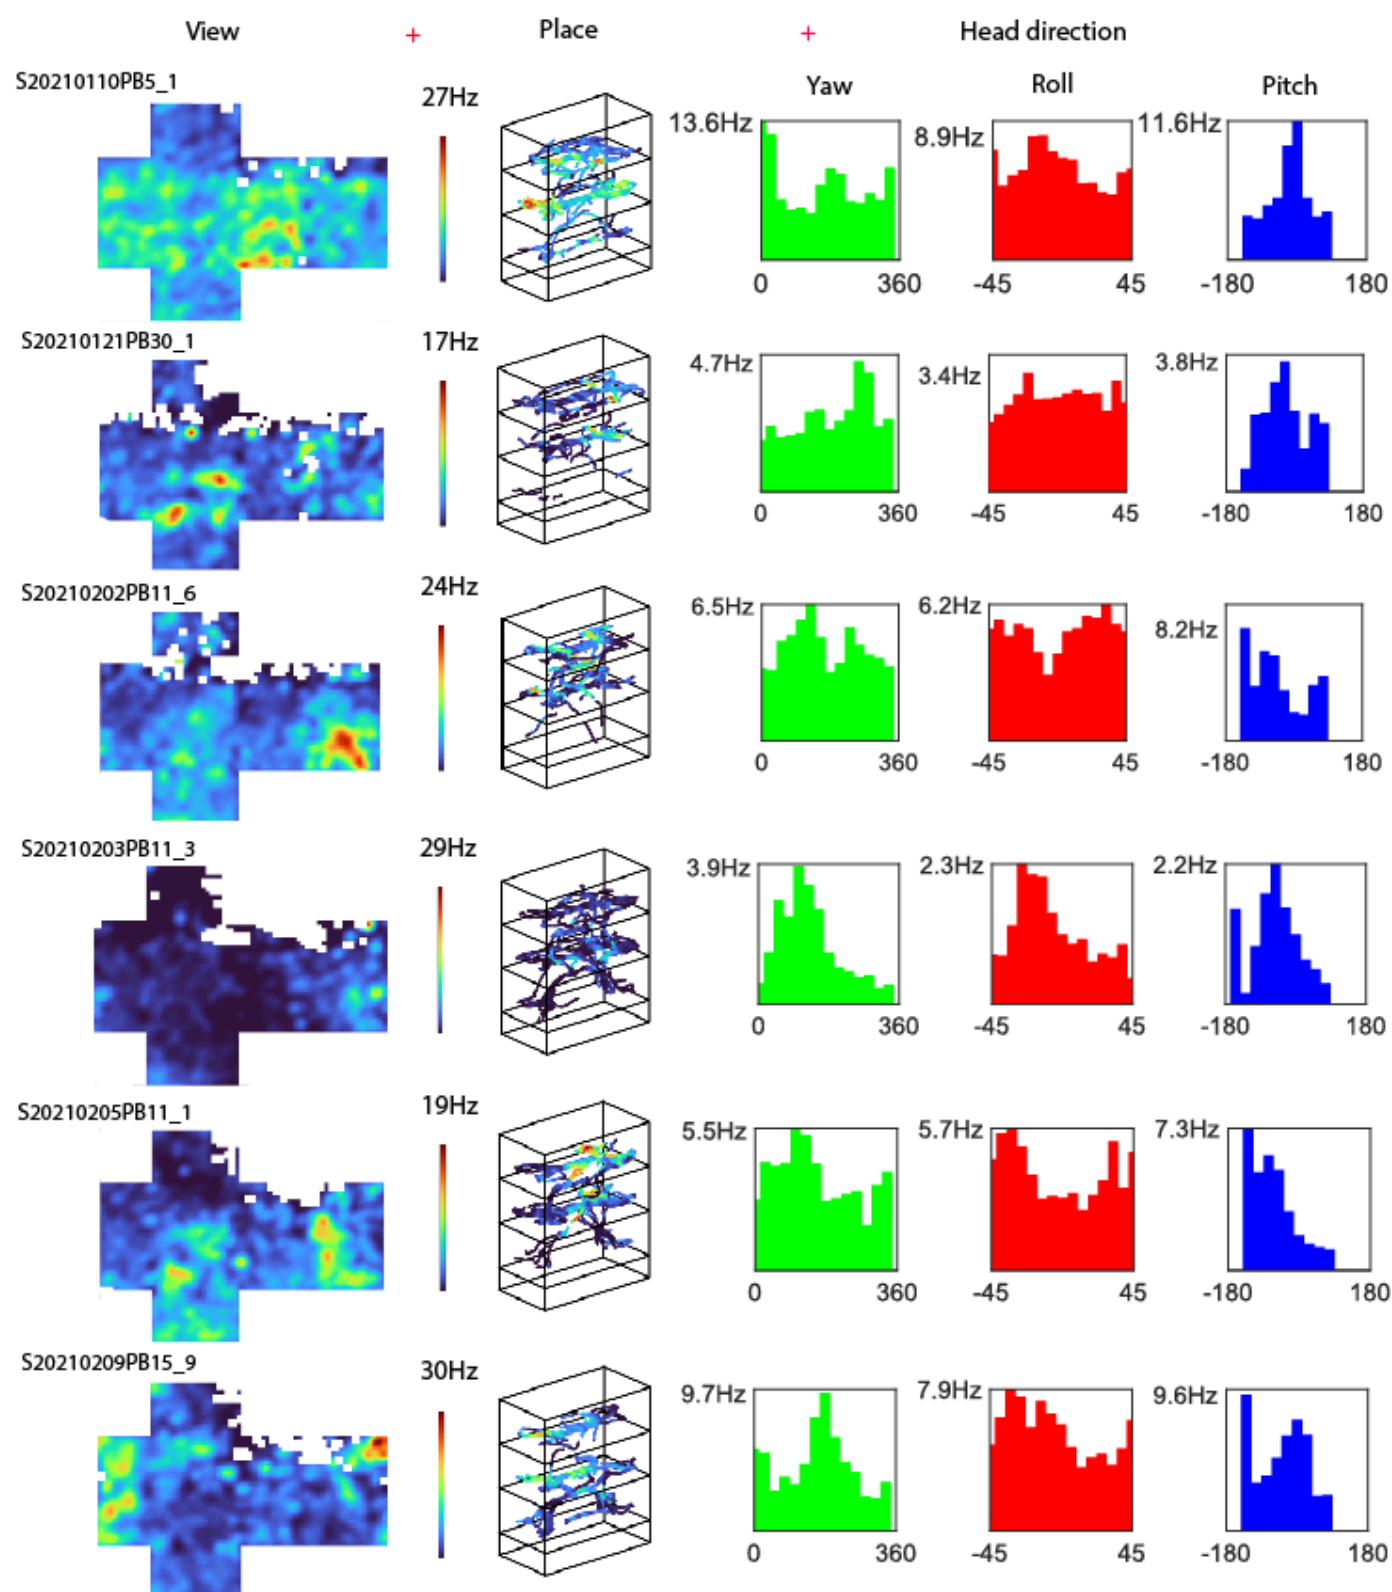 View + Place + Head direction
Yaw Roll Pitch
S20210110PB5_1
27Hz 13.6Hz 8.9Hz 11.6Hz
0 360 -45 45 -180 180
S20210121PB30_1
17Hz 4.7Hz 3.4Hz 3.8Hz
0 360 -45 45 -180 180
S20210202PB11_6
24Hz 6.5Hz 6.2Hz 8.2Hz
0 360 -45 45 -180 180
S20210203PB11_3
29Hz 3.9Hz 2.3Hz 2.2Hz
0 360 -45 45 -180 180
S20210205PB11_1
19Hz 5.5Hz 5.7Hz 7.3Hz
0 360 -45 45 -180 180
S20210209PB15_9
30Hz 9.7Hz 7.9Hz 9.6Hz
0 360 -45 45 -180 180